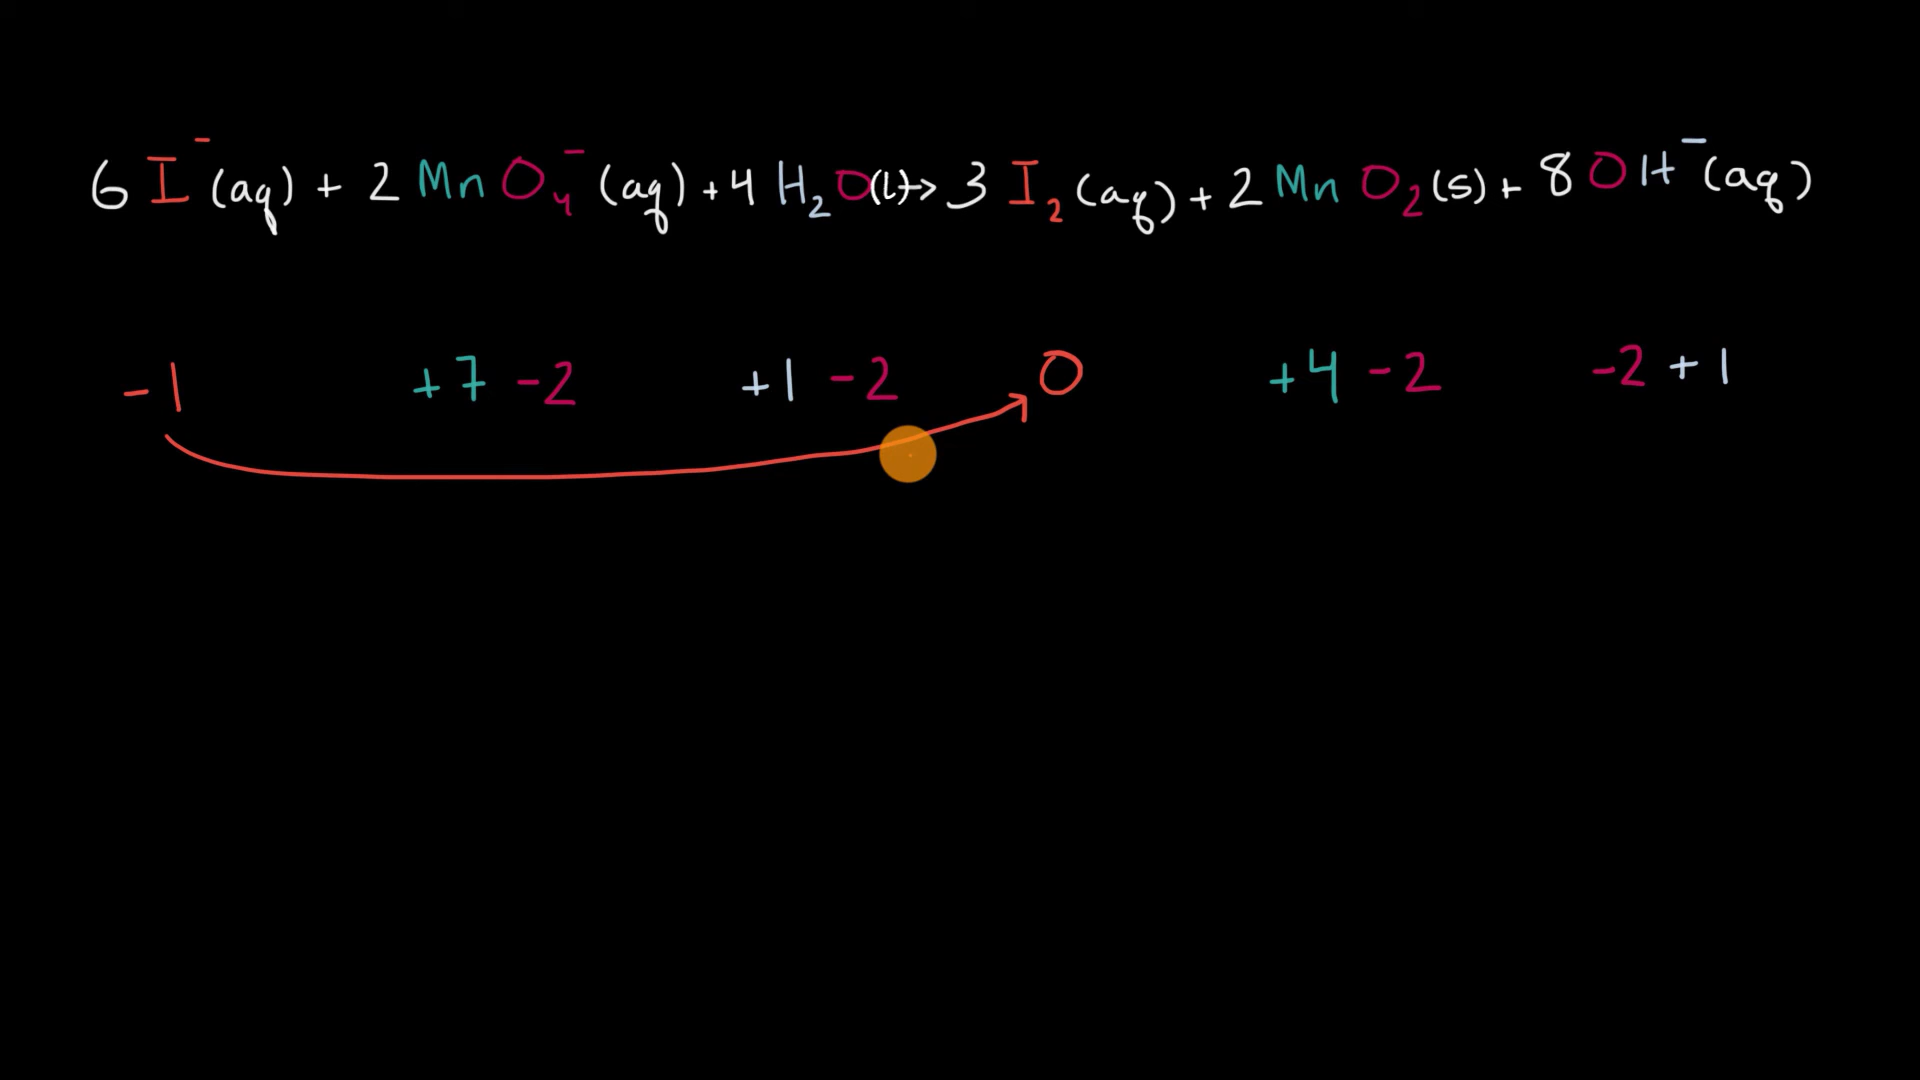 6 I⁻ (aq) + 2 MnO₄⁻ (aq) + 4 H₂O(l) → 3 I₂ (aq) + 2 MnO₂ (s) + 8 OH⁻ (aq)
-1 +7 -2 +1 -2 0 +4 -2 -2 +1